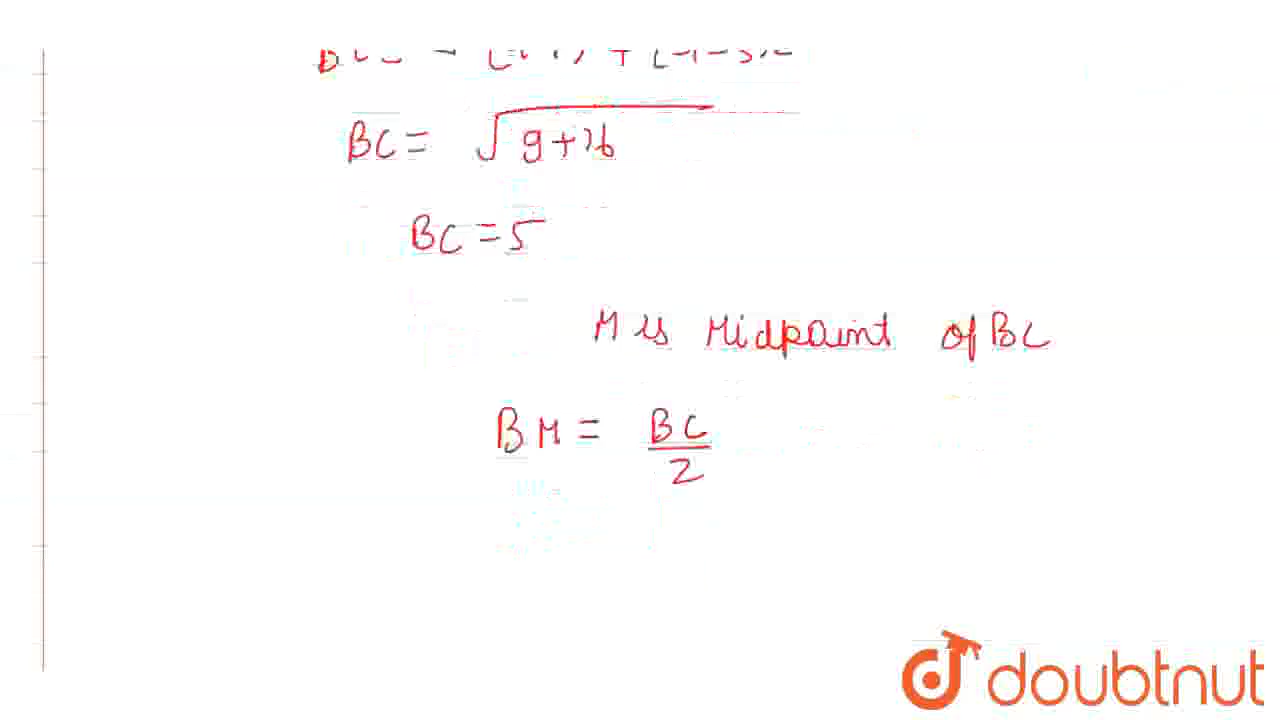 BC = √9+16
BC = 5
M is Midpoint of BC
BM = BC/2
doubtnut